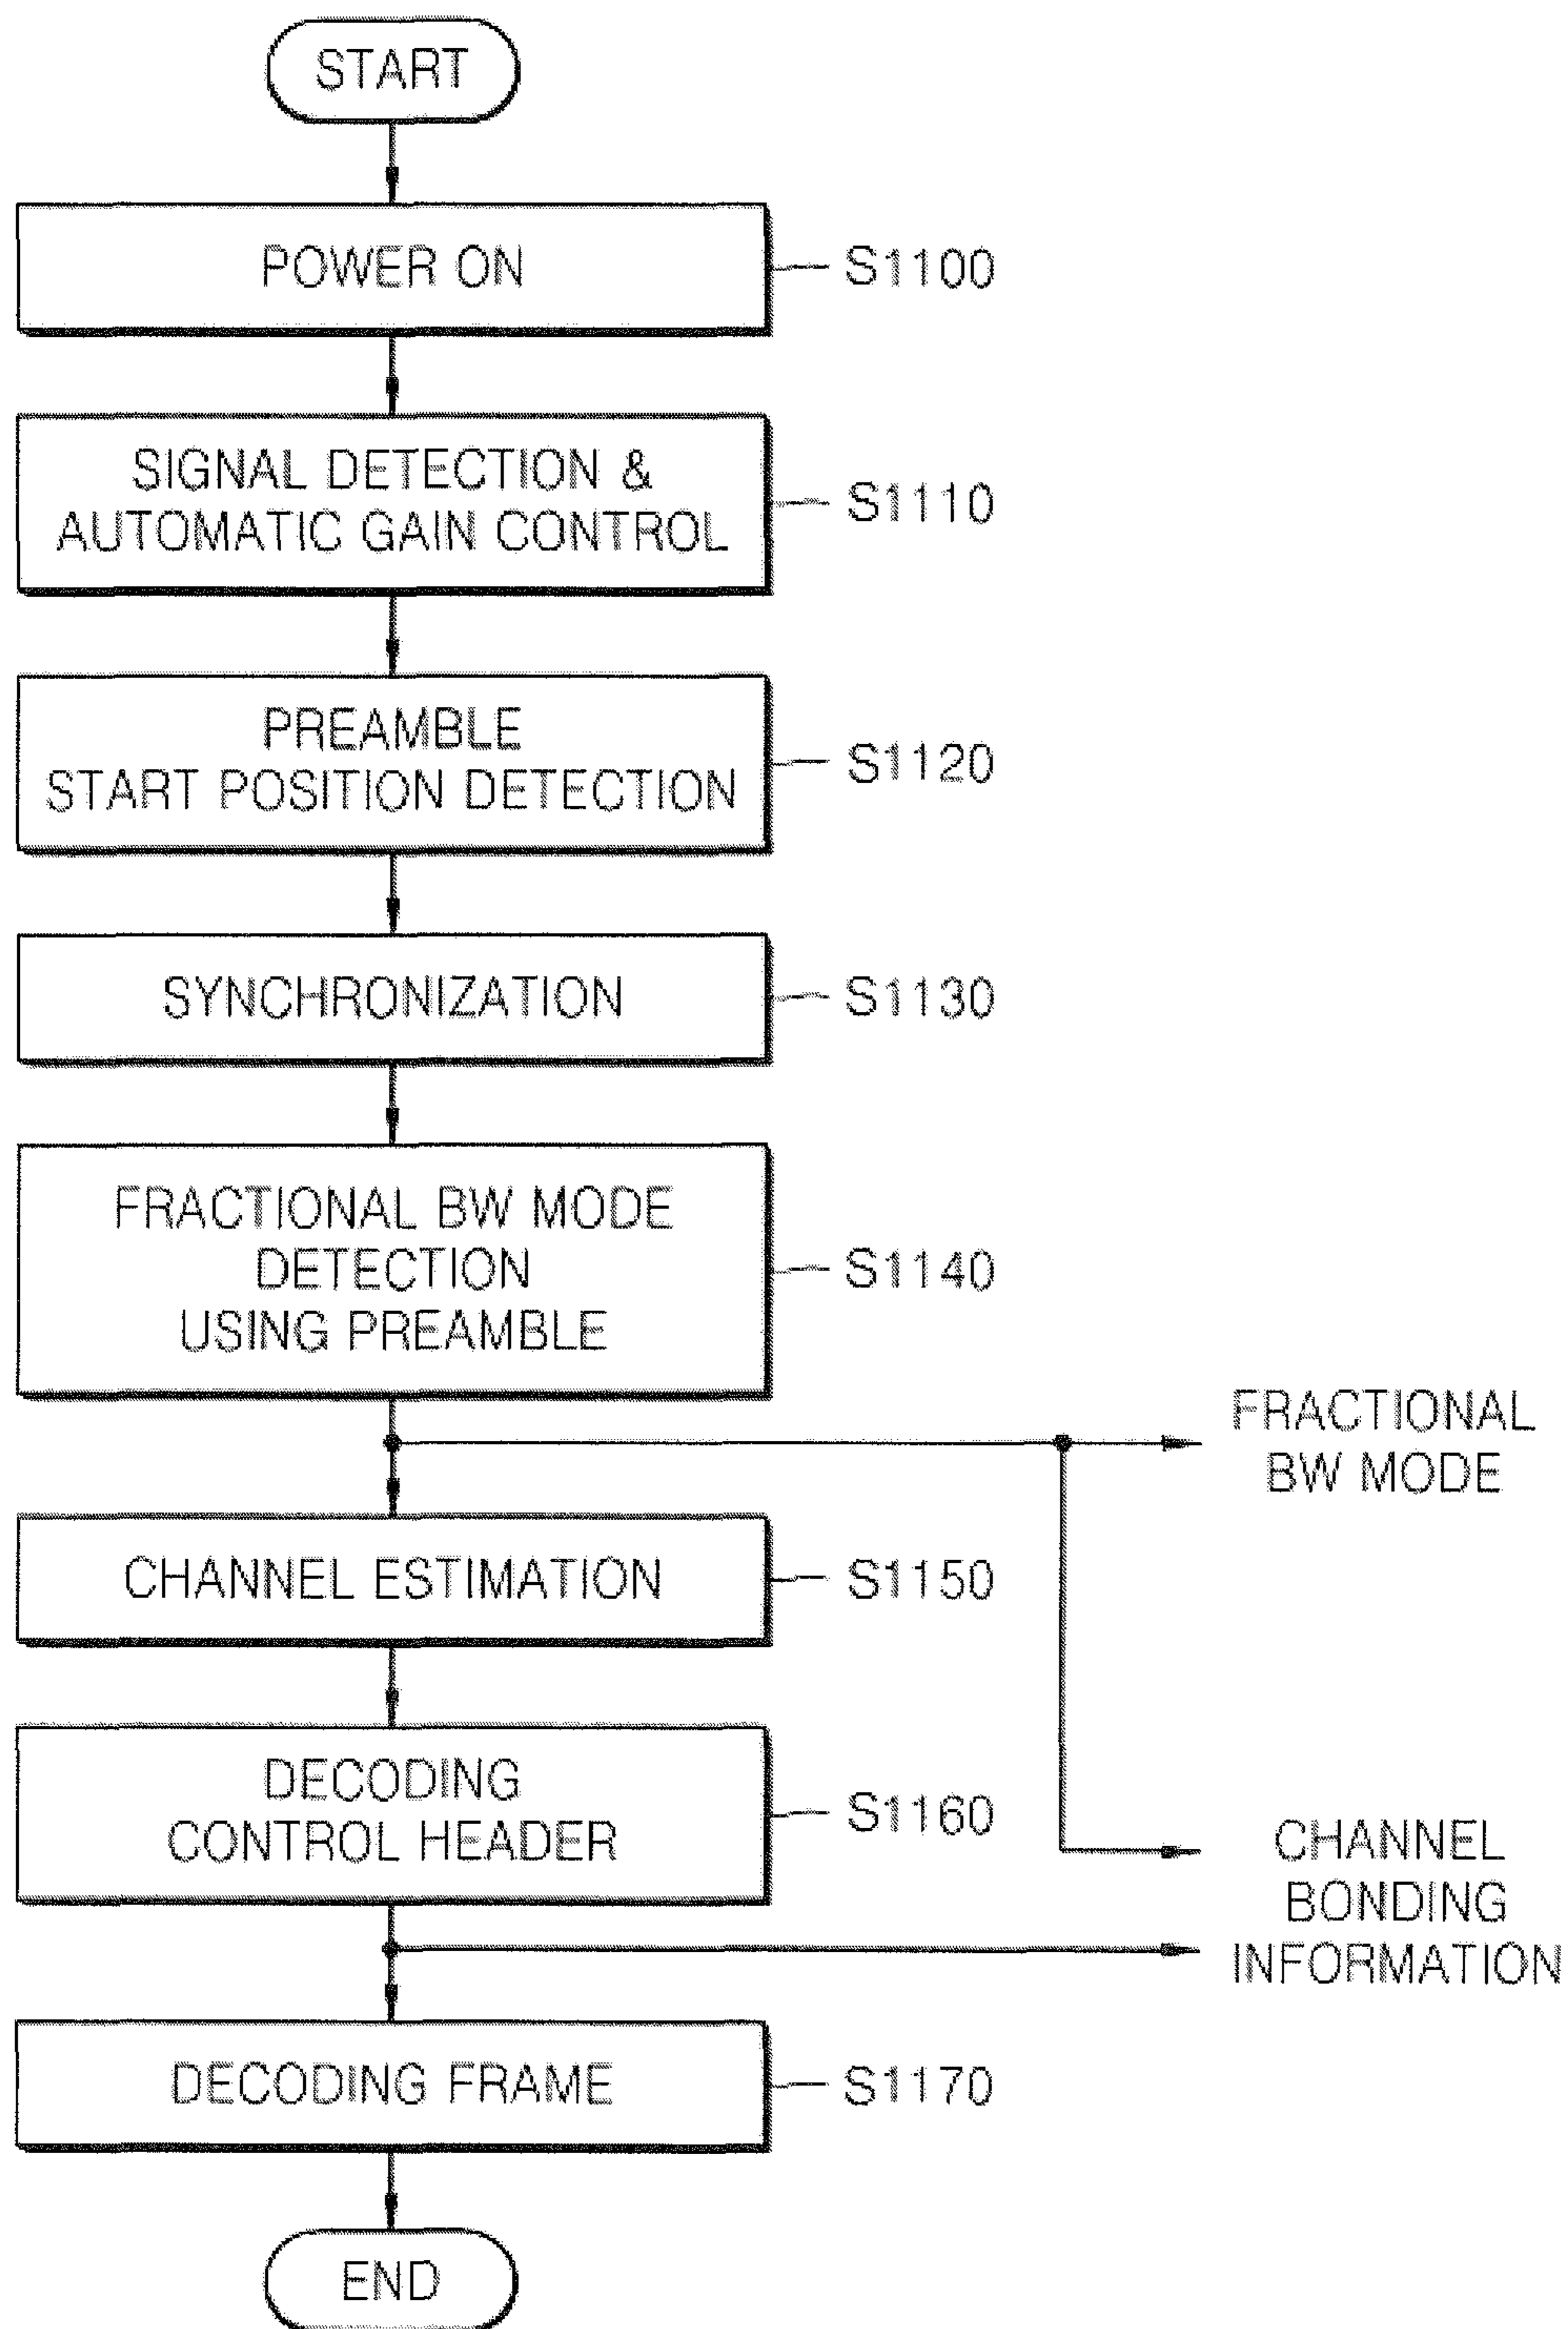 START
POWER ON
S1100
SIGNAL DETECTION &
AUTOMATIC GAIN CONTROL
S1110
PREAMBLE
START POSITION DETECTION
S1120
SYNCHRONIZATION
S1130
FRACTIONAL BW MODE
DETECTION
USING PREAMBLE
S1140
FRACTIONAL
BW MODE
CHANNEL ESTIMATION
S1150
DECODING
CONTROL HEADER
S1160
CHANNEL
BONDING
INFORMATION
DECODING FRAME
S1170
END